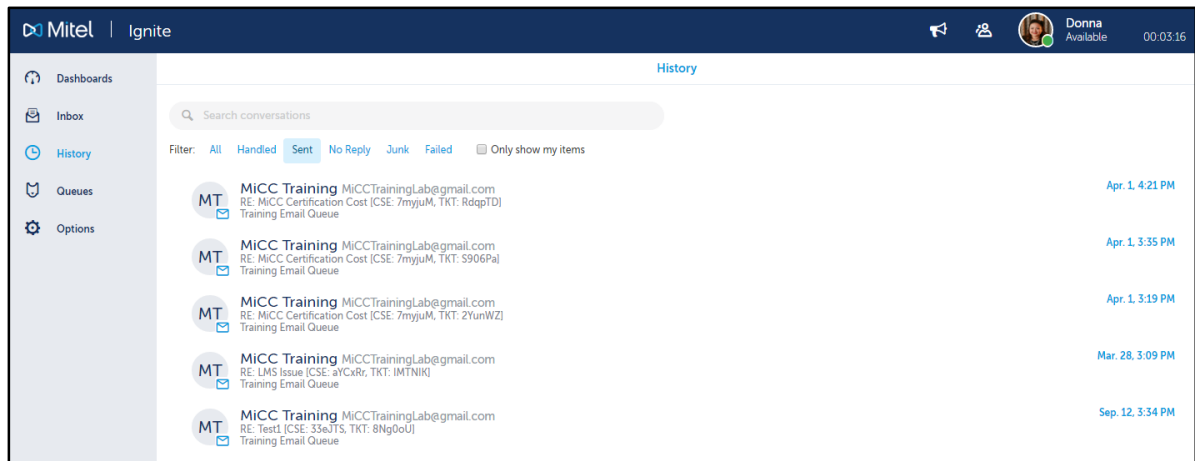 Mitel | Ignite
Donna
Available 00:03:16
Dashboards
Inbox
History
Queues
Options
History
Search conversations
Filter: All Handled Sent No Reply Junk Failed Only show my items
MT
MiCC Training MiCCTrainingLab@gmail.com
RE: MiCC Certification Cost [CSE: 7myjuM, TKT: RdqpTD]
Training Email Queue
Apr. 1, 4:21 PM
MT
MiCC Training MiCCTrainingLab@gmail.com
RE: MiCC Certification Cost [CSE: 7myjuM, TKT: S906Pa]
Training Email Queue
Apr. 1, 3:35 PM
MT
MiCC Training MiCCTrainingLab@gmail.com
RE: MiCC Certification Cost [CSE: 7myjuM, TKT: 2YunWZ]
Training Email Queue
Apr. 1, 3:19 PM
MT
MiCC Training MiCCTrainingLab@gmail.com
RE: LMS Issue [CSE: aYCxRr, TKT: IMTNIK]
Training Email Queue
Mar. 28, 3:09 PM
MT
MiCC Training MiCCTrainingLab@gmail.com
RE: Test1 [CSE: 33eJTS, TKT: 8Ng0oU]
Training Email Queue
Sep. 12, 3:34 PM